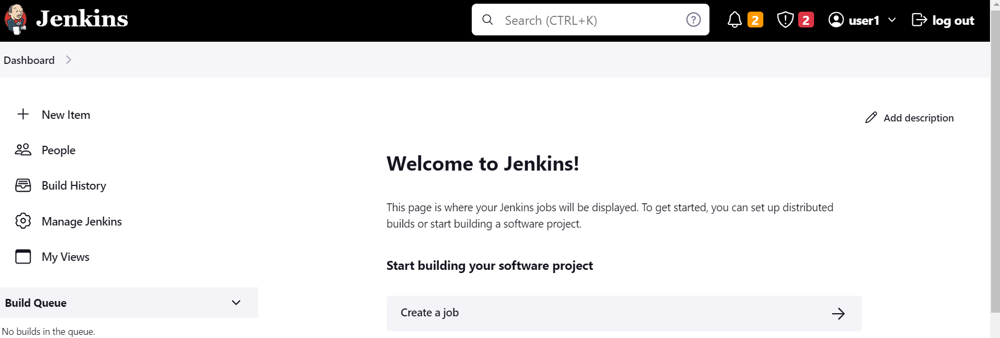 Jenkins
Search (CTRL+K)
2
2
user1
log out
Dashboard
New Item
People
Build History
Manage Jenkins
My Views
Build Queue
No builds in the queue.
Add description
Welcome to Jenkins!
This page is where your Jenkins jobs will be displayed. To get started, you can set up distributed
builds or start building a software project.
Start building your software project
Create a job